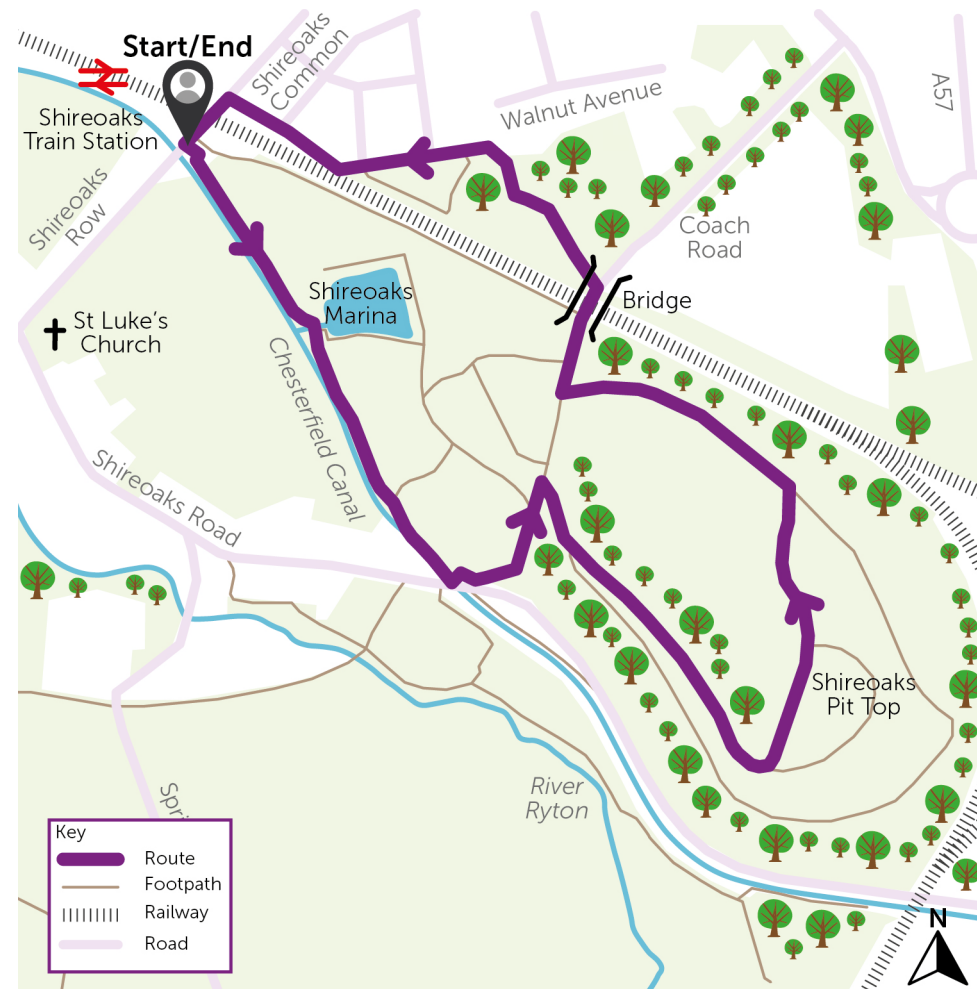 Start/End
Shireoaks
Train Station
Shireoaks
Common
Walnut Avenue
A57
Shireoaks
Row
Coach
Road
Shireoaks
Marina
Bridge
St Luke's
Church
Chesterfield Canal
Shireoaks Road
Shireoaks
Pit Top
River
Ryton
Spri
Key
Route
Footpath
Railway
Road
N